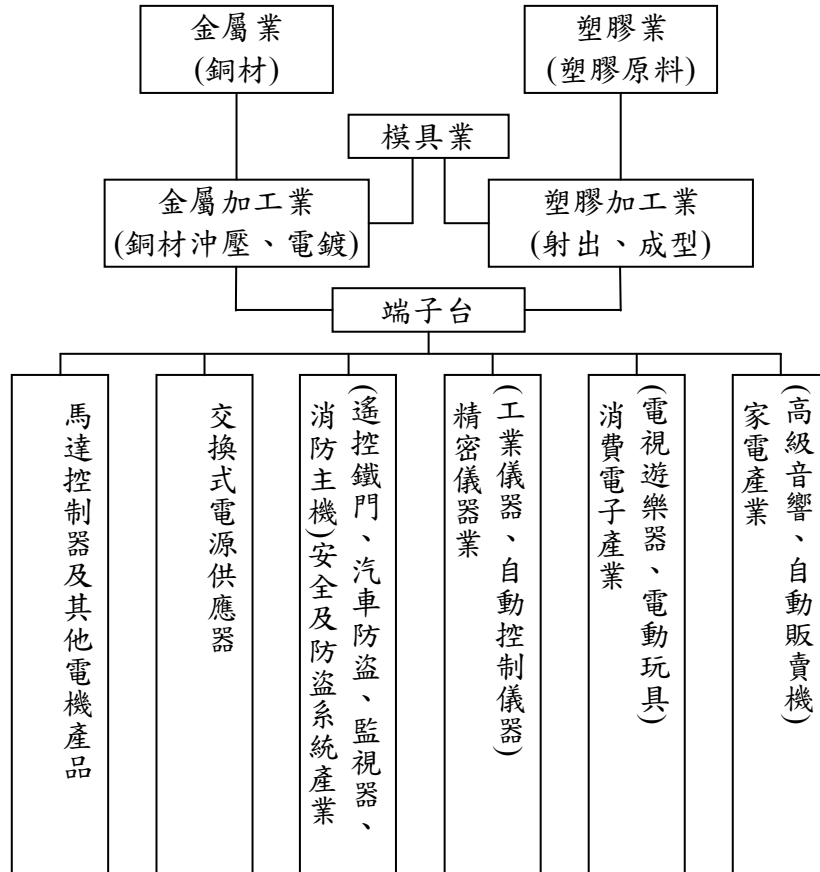 金屬業
(銅材)
塑膠業
(塑膠原料)
模具業
金屬加工業
(銅材沖壓、電鍍)
塑膠加工業
(射出、成型)
端子台
馬達控制器及其他電機產品
交換式電源供應器
(遙控鐵門、汽車防盜、監視器、
消防主機)安全及防盜系統產業
(工業儀器、自動控制儀器)
精密儀器業
(電視遊樂器、電動玩具)
消費電子產業
(高級音響、自動販賣機)
家電產業